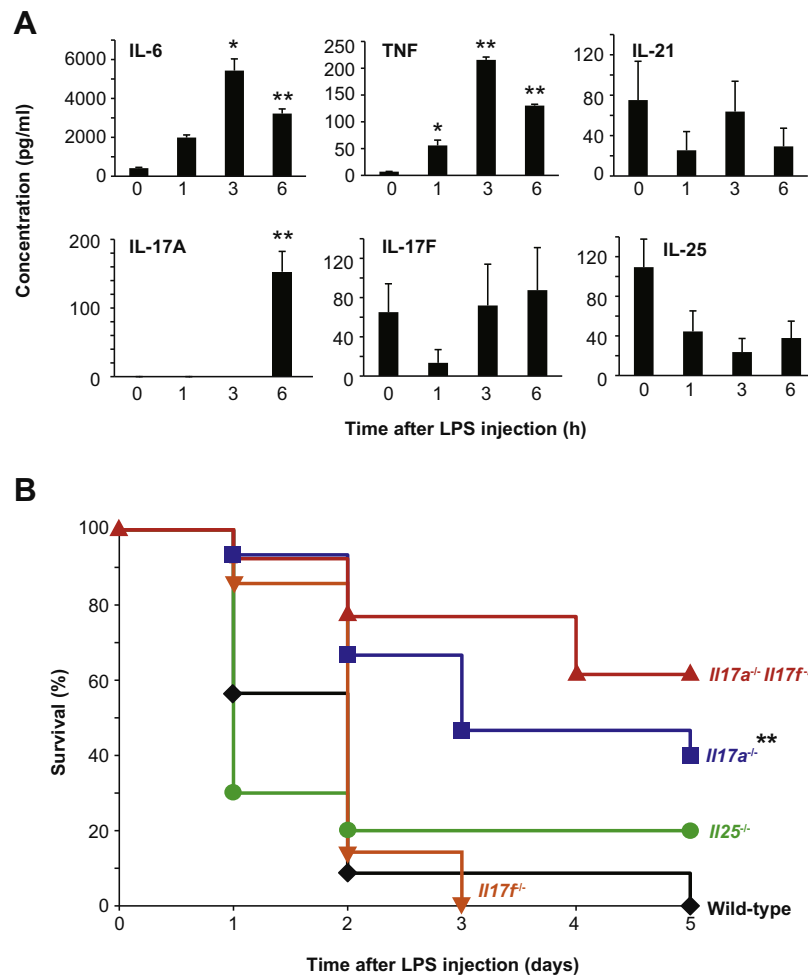 A
IL-6
6000
4000
2000
0
*
**
0 1 3 6
TNF
250
200
150
100
50
0
*
**
**
0 1 3 6
IL-21
120
80
40
0
0 1 3 6
Concentration (pg/ml)
IL-17A
200
100
0
**
0 1 3 6
IL-17F
120
80
40
0
0 1 3 6
IL-25
120
80
40
0
0 1 3 6
Time after LPS injection (h)
B
Survival (%)
100
80
60
40
20
0
Il17a-/- Il17f-
Il17a-/- **
Il25-/-
Il17f-/-
Wild-type
0 1 2 3 4 5
Time after LPS injection (days)